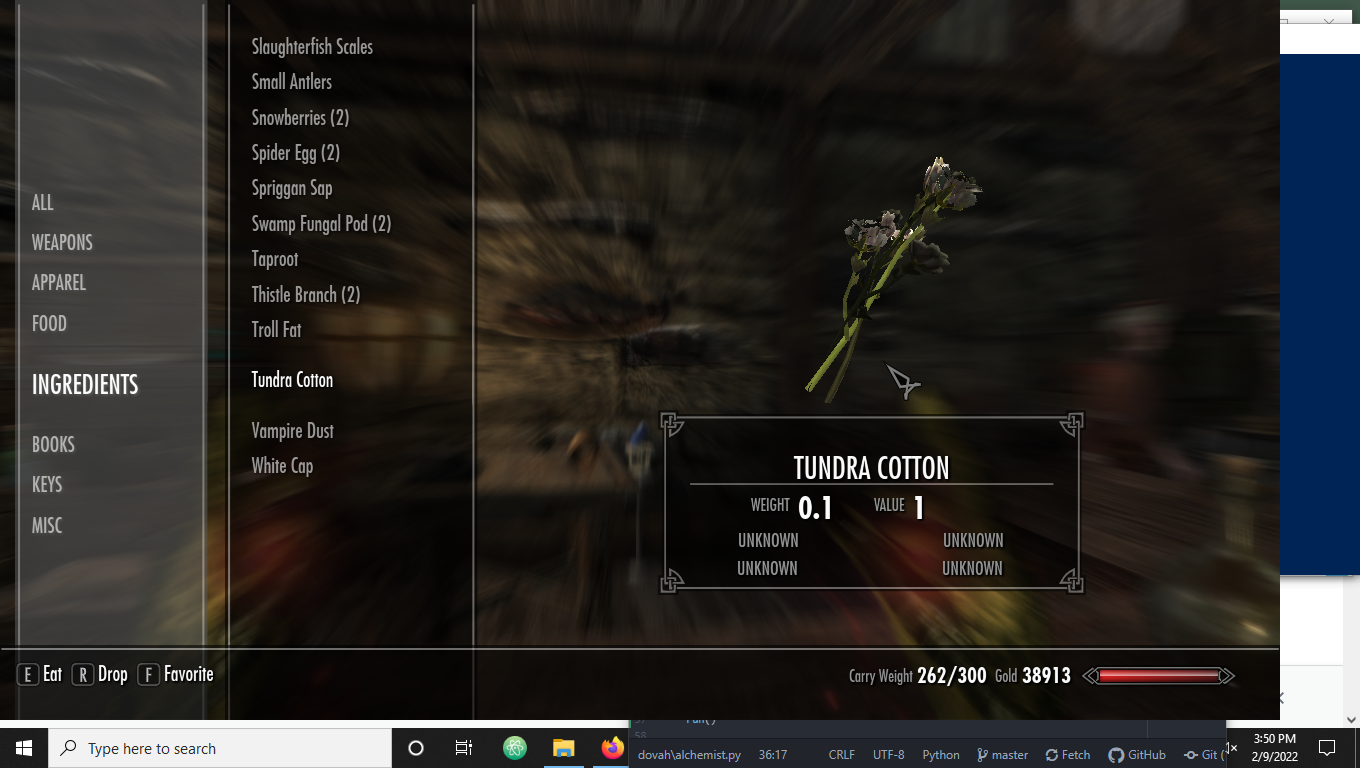 ALL
WEAPONS
APPAREL
FOOD
INGREDIENTS
BOOKS
KEYS
MISC
Slaughterfish Scales
Small Antlers
Snowberries (2)
Spider Egg (2)
Spriggan Sap
Swamp Fungal Pod (2)
Taproot
Thistle Branch (2)
Troll Fat
Tundra Cotton
Vampire Dust
White Cap
TUNDRA COTTON
WEIGHT 0.1 VALUE 1
UNKNOWN UNKNOWN
UNKNOWN UNKNOWN
E Eat R Drop F Favorite
Carry Weight 262/300 Gold 38913
58
Type here to search
dovah\alchemist.py 36:17 CRLF UTF-8 Python master Fetch GitHub Git (
3:50 PM
2/9/2022